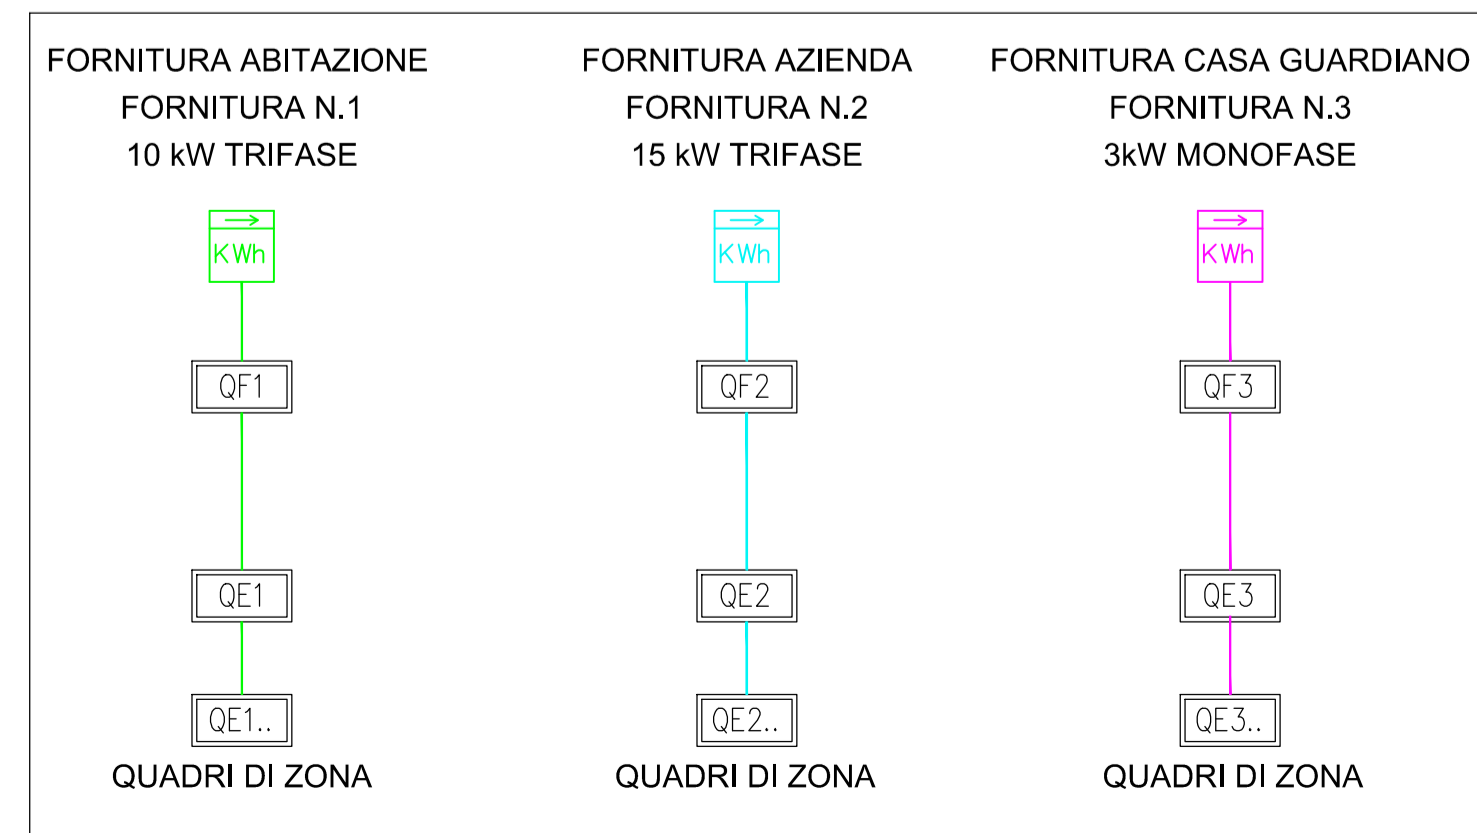 FORNITURA ABITAZIONE
FORNITURA N.1
10 kW TRIFASE
KWh
QF1
QE1
QE1..
QUADRI DI ZONA
FORNITURA AZIENDA
FORNITURA N.2
15 kW TRIFASE
KWh
QF2
QE2
QE2..
QUADRI DI ZONA
FORNITURA CASA GUARDIANO
FORNITURA N.3
3kW MONOFASE
KWh
QF3
QE3
QE3..
QUADRI DI ZONA